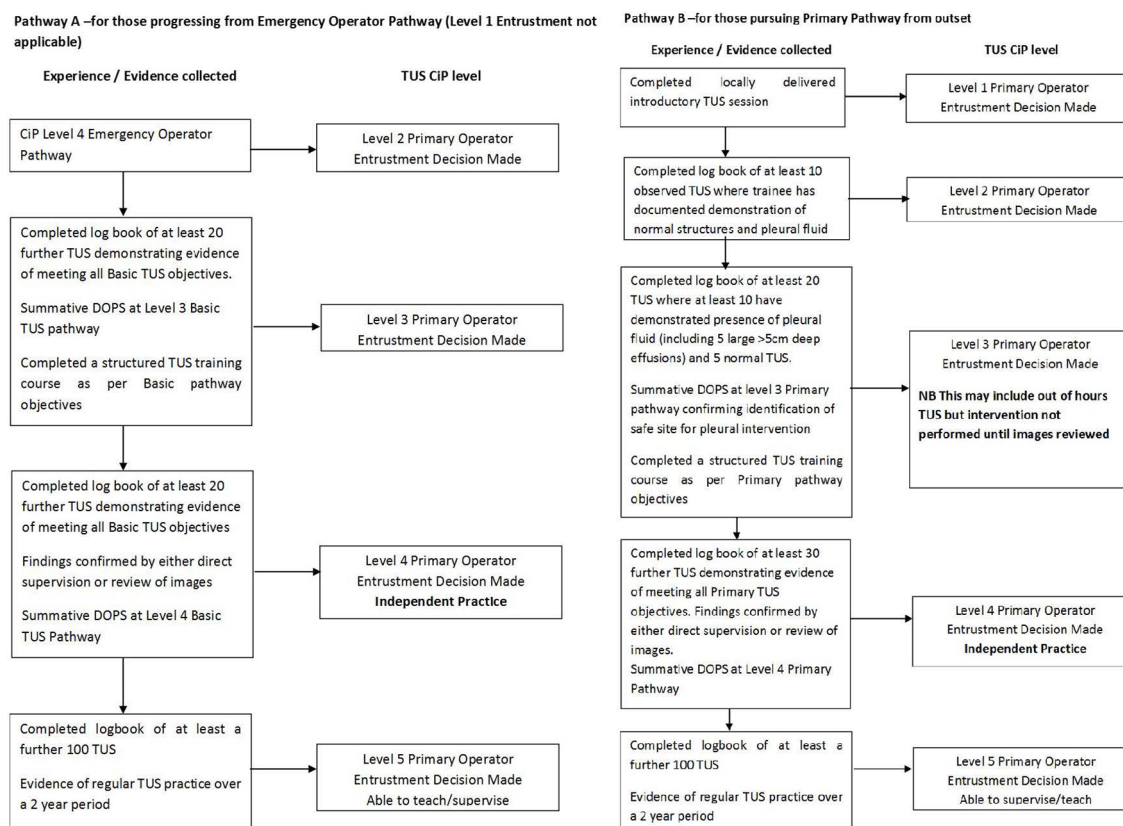 Pathway A –for those progressing from Emergency Operator Pathway (Level 1 Entrustment not
applicable)
Experience / Evidence collected
TUS CiP level
CiP Level 4 Emergency Operator
Pathway
Level 2 Primary Operator
Entrustment Decision Made
Completed log book of at least 20
further TUS demonstrating evidence
of meeting all Basic TUS objectives.
Summative DOPS at Level 3 Basic
TUS pathway
Completed a structured TUS training
course as per Basic pathway
objectives
Level 3 Primary Operator
Entrustment Decision Made
Completed log book of at least 20
further TUS demonstrating evidence
of meeting all Basic TUS objectives
Findings confirmed by either direct
supervision or review of images
Summative DOPS at Level 4 Basic
TUS Pathway
Level 4 Primary Operator
Entrustment Decision Made
Independent Practice
Completed logbook of at least a
further 100 TUS
Evidence of regular TUS practice over
a 2 year period
Level 5 Primary Operator
Entrustment Decision Made
Able to teach/supervise
Pathway B –for those pursuing Primary Pathway from outset
Experience / Evidence collected
TUS CiP level
Completed locally delivered
introductory TUS session
Level 1 Primary Operator
Entrustment Decision Made
Completed log book of at least 10
observed TUS where trainee has
documented demonstration of
normal structures and pleural fluid
Level 2 Primary Operator
Entrustment Decision Made
Completed log book of at least 20
TUS where at least 10 have
demonstrated presence of pleural
fluid (including 5 large >5cm deep
effusions) and 5 normal TUS.
Summative DOPS at level 3 Primary
pathway confirming identification of
safe site for pleural intervention
Completed a structured TUS training
course as per Primary pathway
objectives
Level 3 Primary Operator
Entrustment Decision Made
NB This may include out of hours
TUS but intervention not
performed until images reviewed
Completed log book of at least 30
further TUS demonstrating evidence
of meeting all Primary TUS
objectives. Findings confirmed by
either direct supervision or review of
images.
Summative DOPS at Level 4 Primary
Pathway
Level 4 Primary Operator
Entrustment Decision Made
Independent Practice
Completed logbook of at least a
further 100 TUS
Evidence of regular TUS practice over
a 2 year period
Level 5 Primary Operator
Entrustment Decision Made
Able to supervise/teach